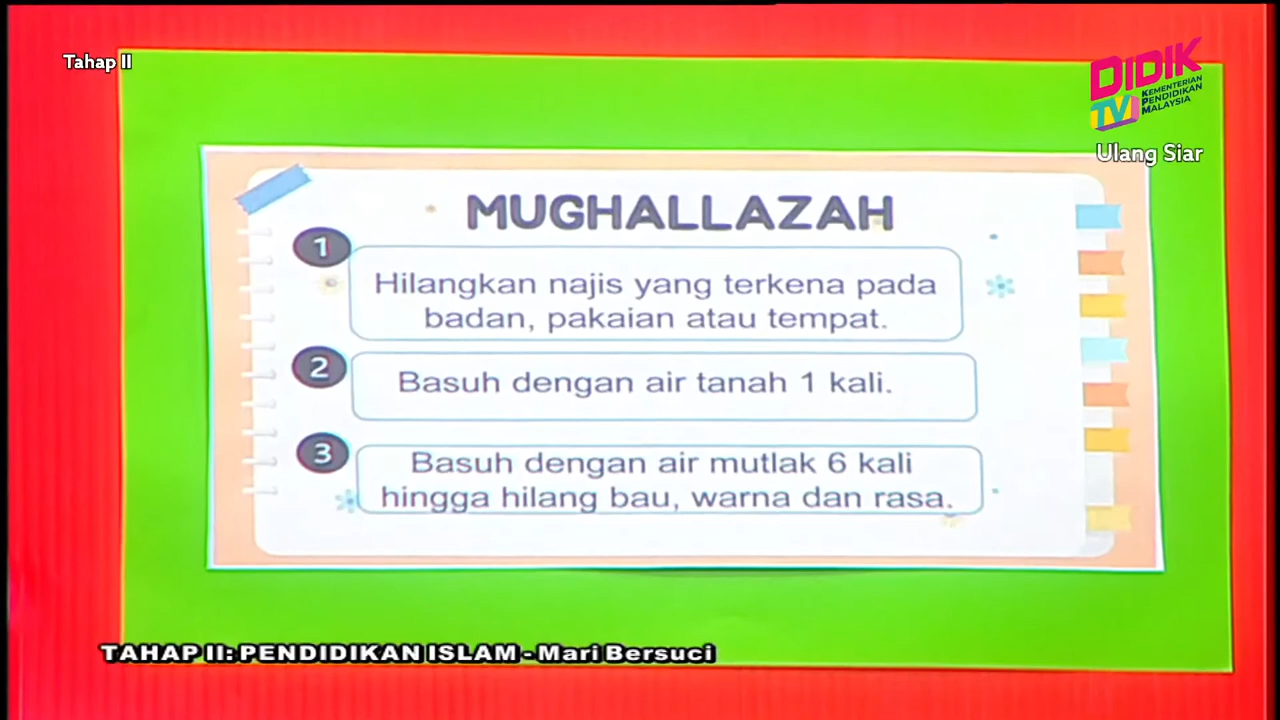 Tahap II
DIDIK
TV
KEMENTERIAN
PENDIDIKAN
MALAYSIA
Ulang Siar
MUGHALLAZAH
1
Hilangkan najis yang terkena pada
badan, pakaian atau tempat.
2
Basuh dengan air tanah 1 kali.
3
Basuh dengan air mutlak 6 kali
hingga hilang bau, warna dan rasa.
TAHAP II: PENDIDIKAN ISLAM - Mari Bersuci